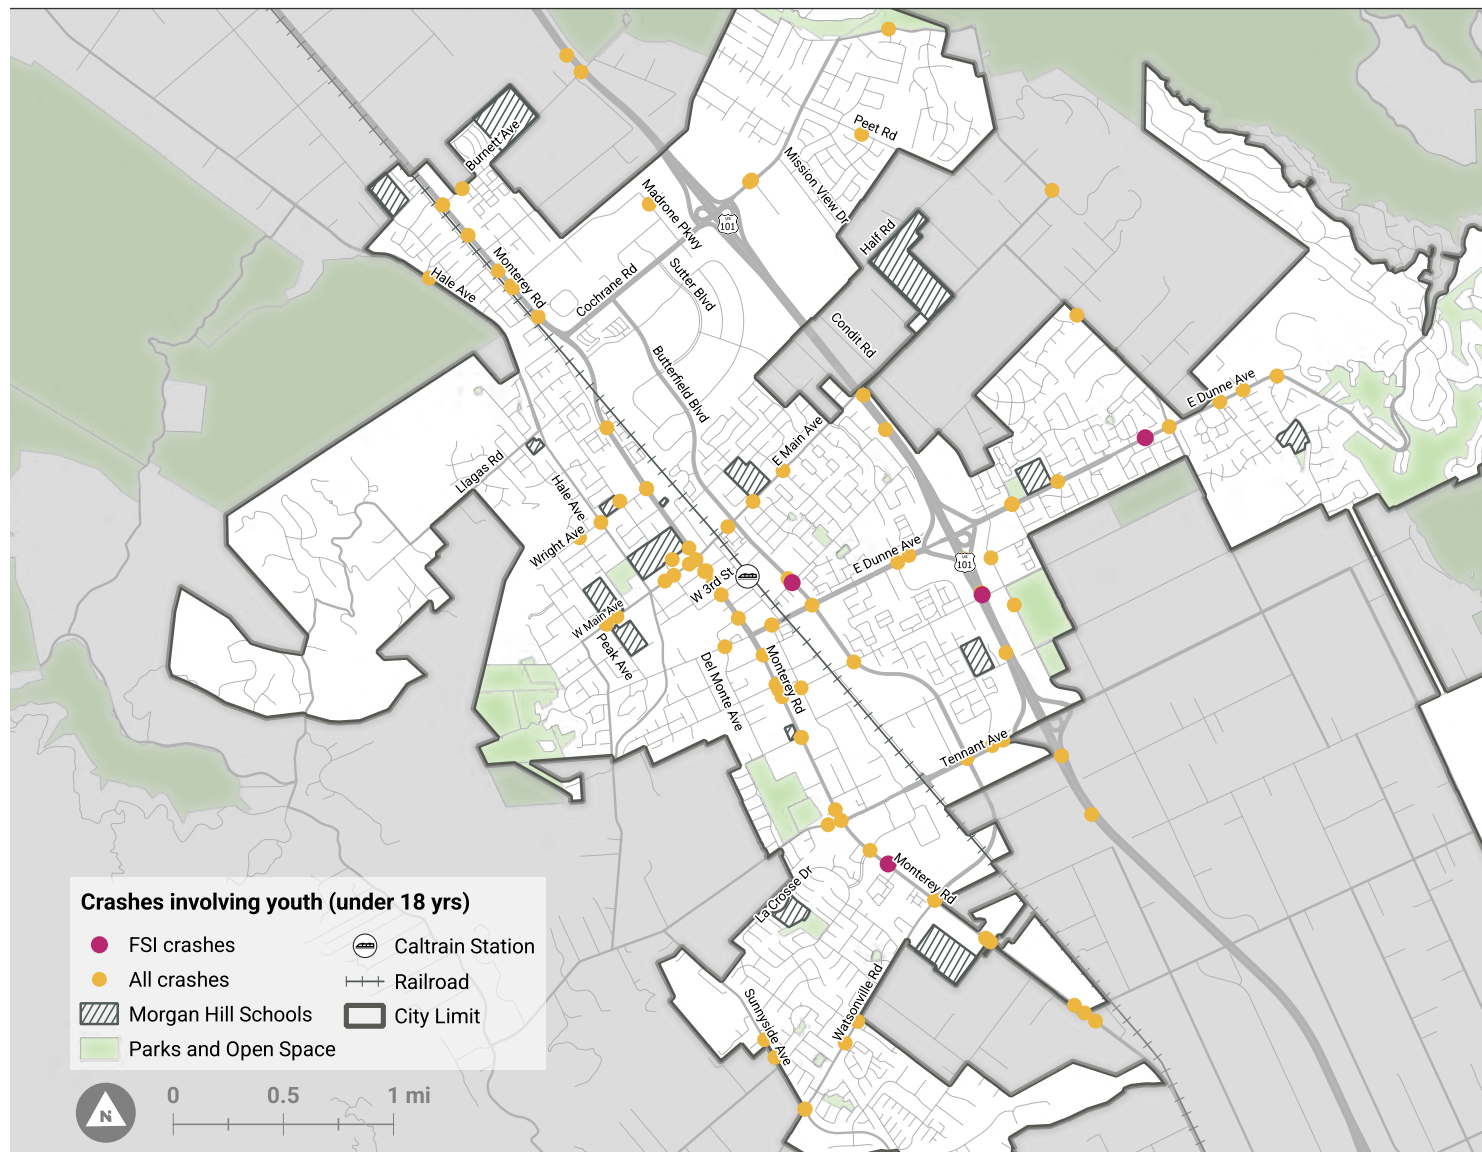 Peet Rd
Burnett Ave
Mission View Dr
Madrone Pkwy
US
101
Half Rd
Hale Ave
Monterey Rd
Cochrane Rd
Sutter Blvd
Condit Rd
Butterfield Blvd
E Dunne Ave
E Main Ave
Llagas Rd
Hale Ave
Wright Ave
E Dunne Ave
US
101
W 3rd St
W Main Ave
Peak Ave
Del Monte Ave
Monterey Rd
Tennant Ave
Monterey Rd
La Crosse Dr
Watsonville Rd
Sunnyside Ave
Crashes involving youth (under 18 yrs)
FSI crashes
Caltrain Station
All crashes
Railroad
Morgan Hill Schools
City Limit
Parks and Open Space
N
0 0.5 1 mi